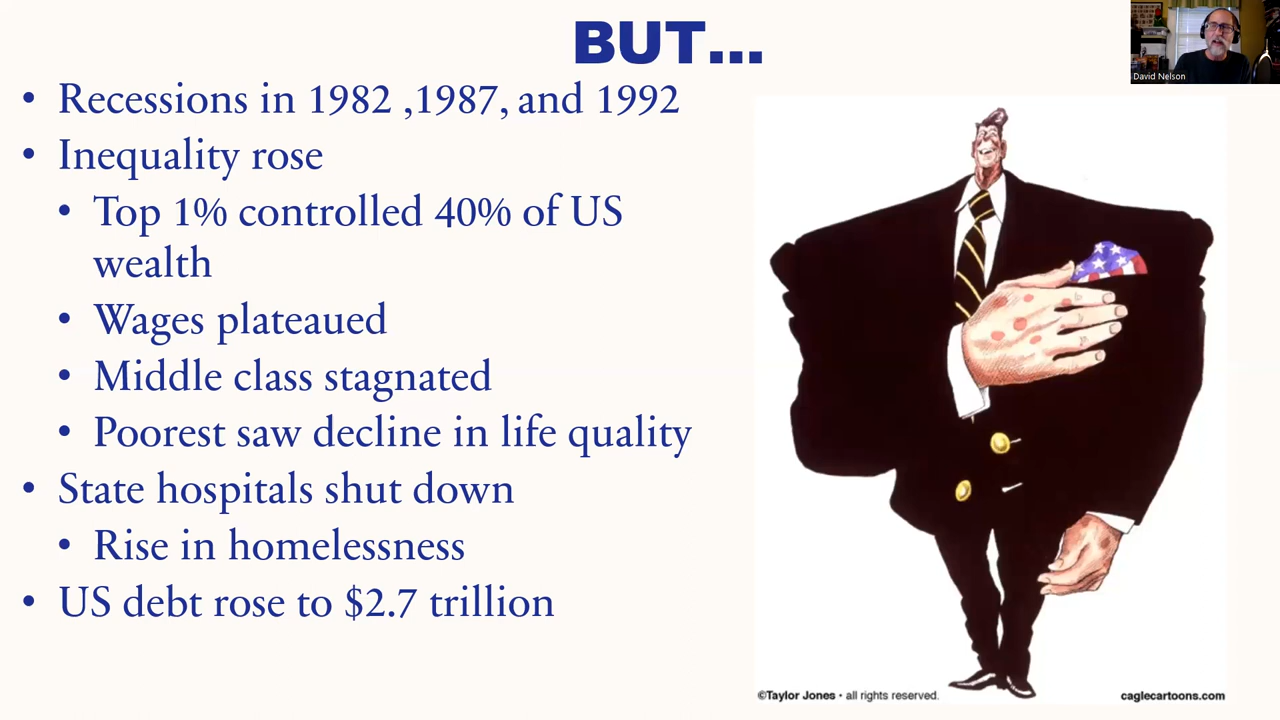 BUT...
• Recessions in 1982 ,1987, and 1992
• Inequality rose
• Top 1% controlled 40% of US
wealth
• Wages plateaued
• Middle class stagnated
• Poorest saw decline in life quality
• State hospitals shut down
• Rise in homelessness
• US debt rose to $2.7 trillion
David Nelson
©Taylor Jones • all rights reserved.
caglecartoons.com